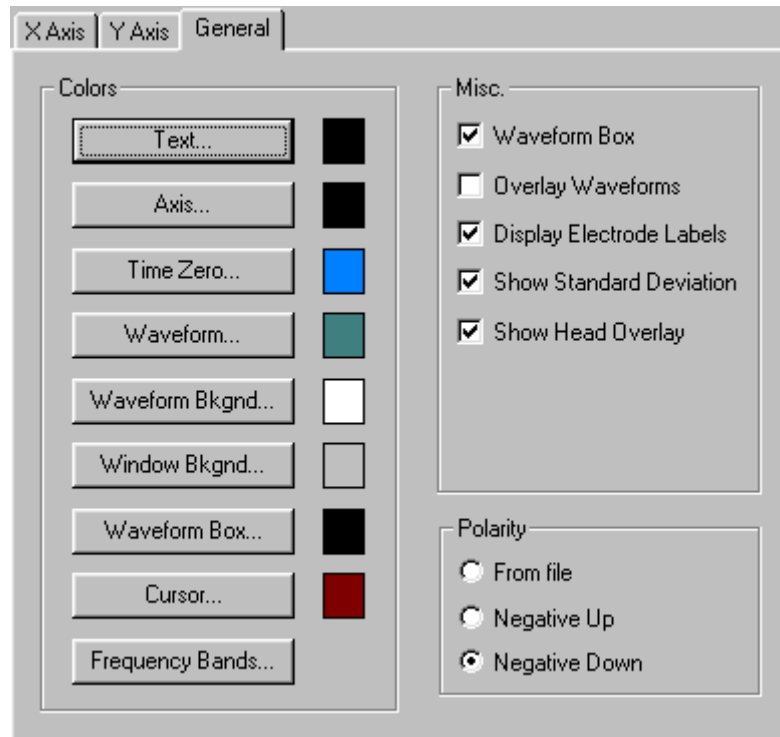 X Axis
Y Axis
General
Colors
Text...
Axis...
Time Zero...
Waveform...
Waveform Bkgnd...
Window Bkgnd...
Waveform Box...
Cursor...
Frequency Bands...
Misc.
Waveform Box
Overlay Waveforms
Display Electrode Labels
Show Standard Deviation
Show Head Overlay
Polarity
From file
Negative Up
Negative Down